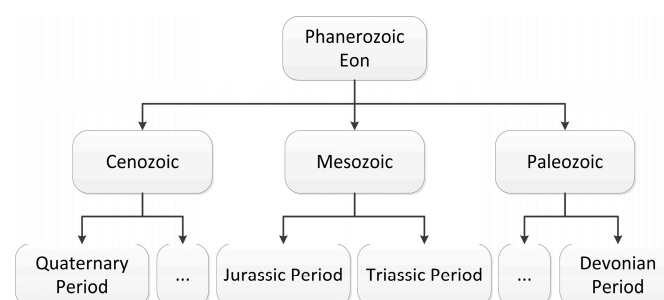 Phanerozoic
Eon
Cenozoic
Mesozoic
Paleozoic
Quaternary
Period
...
Jurassic Period
Triassic Period
...
Devonian
Period